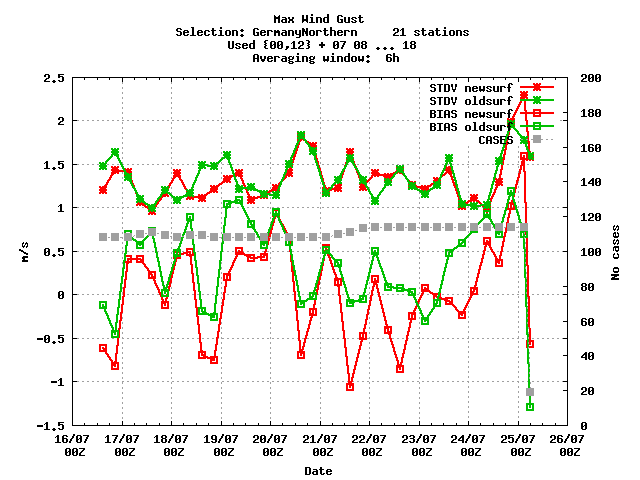 Max Wind Gust
Selection: GermanyNorthern 21 stations
Used {00,12} + 07 08 ... 18
Averaging window: 6h
STDV newsurf
STDV oldsurf
BIAS newsurf
BIAS oldsurf
CASES
2.5
2
1.5
1
0.5
0
-0.5
-1
-1.5
m/s
200
180
160
140
120
100
80
60
40
20
0
No cases
16/07 17/07 18/07 19/07 20/07 21/07 22/07 23/07 24/07 25/07 26/07
00Z 00Z 00Z 00Z 00Z 00Z 00Z 00Z 00Z 00Z 00Z
Date